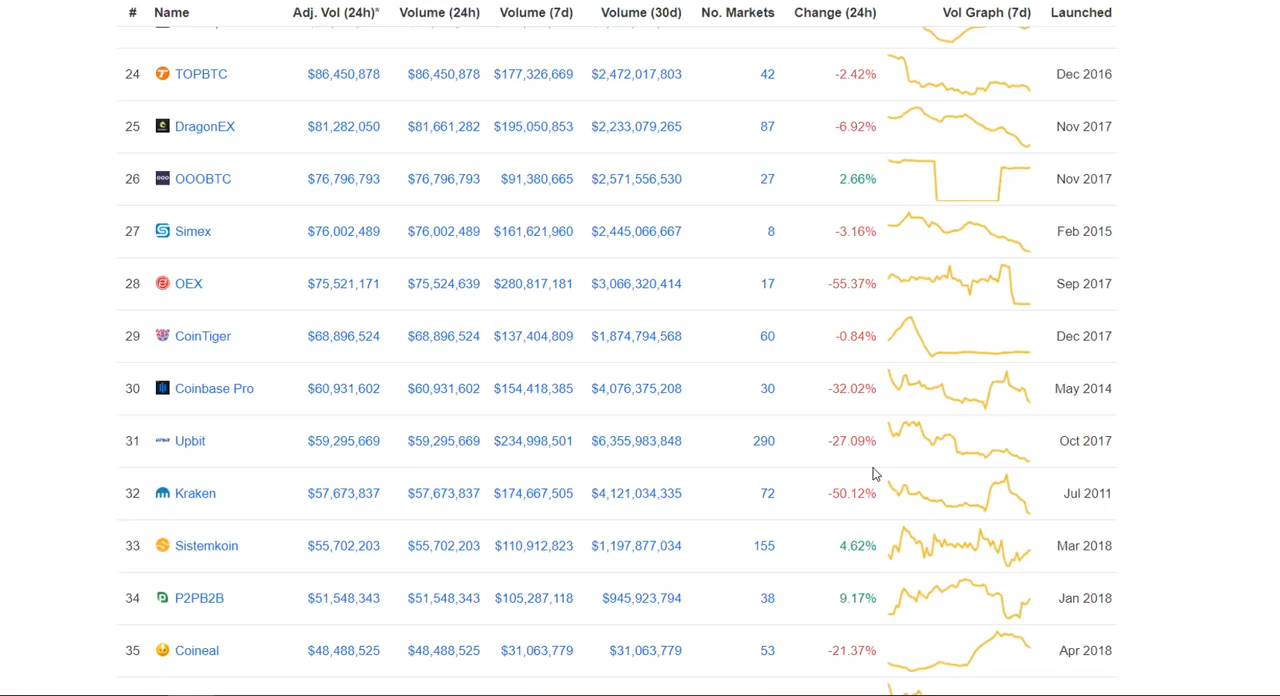 # Name Adj. Vol (24h)* Volume (24h) Volume (7d) Volume (30d) No. Markets Change (24h) Vol Graph (7d) Launched
24 TOPBTC $86,450,878 $86,450,878 $177,326,669 $2,472,017,803 42 -2.42% Dec 2016
25 DragonEX $81,282,050 $81,661,282 $195,050,853 $2,233,079,265 87 -6.92% Nov 2017
26 OOOBTC $76,796,793 $76,796,793 $91,380,665 $2,571,556,530 27 2.66% Nov 2017
27 Simex $76,002,489 $76,002,489 $161,621,960 $2,445,066,667 8 -3.16% Feb 2015
28 OEX $75,521,171 $75,524,639 $280,817,181 $3,066,320,414 17 -55.37% Sep 2017
29 CoinTiger $68,896,524 $68,896,524 $137,404,809 $1,874,794,568 60 -0.84% Dec 2017
30 Coinbase Pro $60,931,602 $60,931,602 $154,418,385 $4,076,375,208 30 -32.02% May 2014
31 Upbit $59,295,669 $59,295,669 $234,998,501 $6,355,983,848 290 -27.09% Oct 2017
32 Kraken $57,673,837 $57,673,837 $174,667,505 $4,121,034,335 72 -50.12% Jul 2011
33 Sistemkoin $55,702,203 $55,702,203 $110,912,823 $1,197,877,034 155 4.62% Mar 2018
34 P2PB2B $51,548,343 $51,548,343 $105,287,118 $945,923,794 38 9.17% Jan 2018
35 Coineal $48,488,525 $48,488,525 $31,063,779 $31,063,779 53 -21.37% Apr 2018